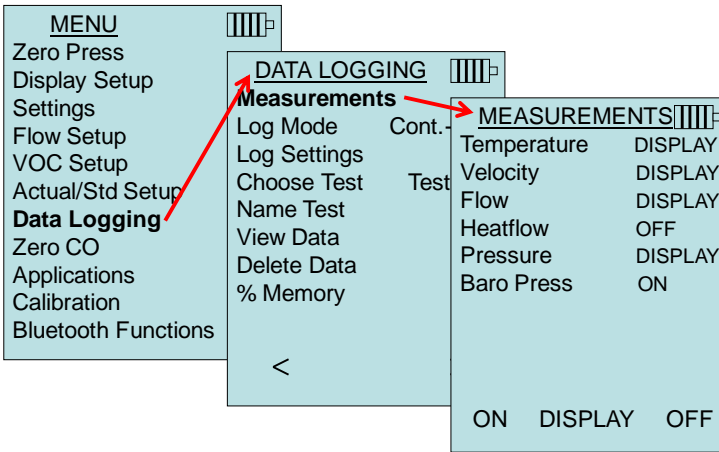 MENU
Zero Press
Display Setup
Settings
Flow Setup
VOC Setup
Actual/Std Setup
Data Logging
Zero CO
Applications
Calibration
Bluetooth Functions
DATA LOGGING
Measurements
Log Mode Cont.-
Log Settings
Choose Test Test
Name Test
View Data
Delete Data
% Memory
<
MEASUREMENTS
Temperature DISPLAY
Velocity DISPLAY
Flow DISPLAY
Heatflow OFF
Pressure DISPLAY
Baro Press ON
ON DISPLAY OFF